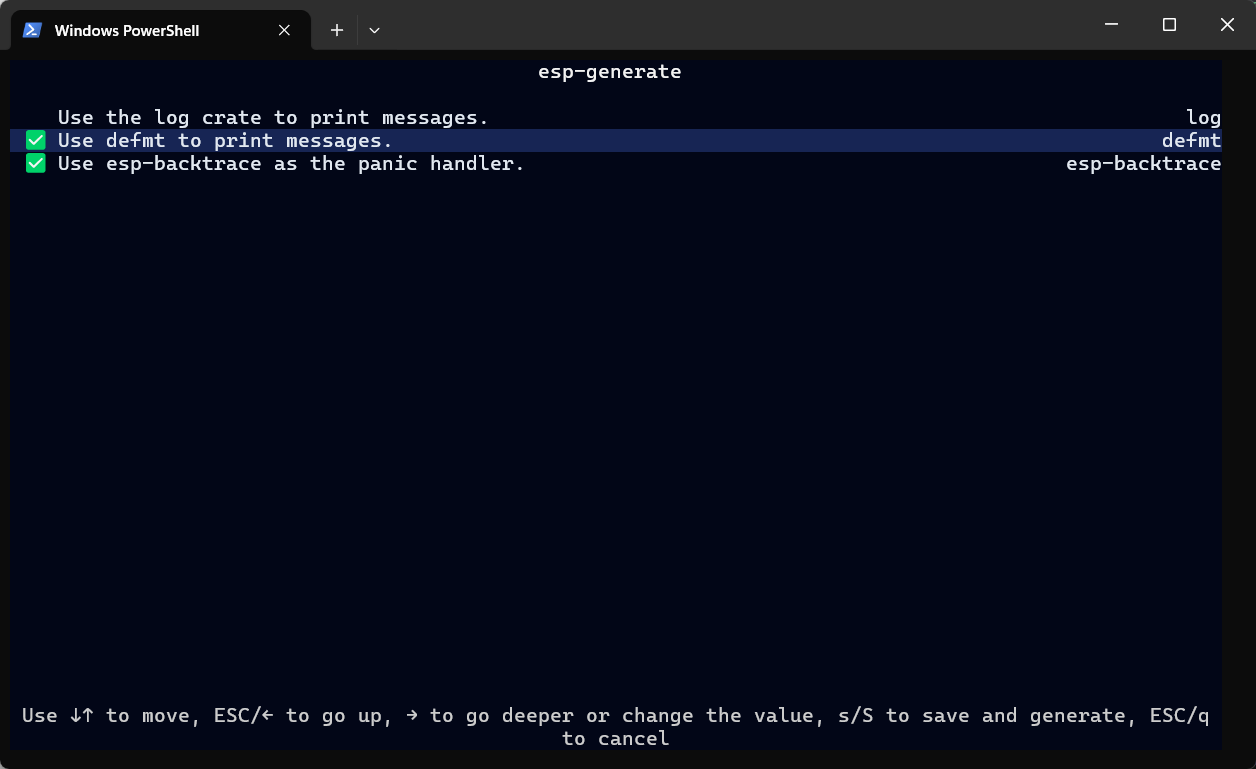 Windows PowerShell
esp-generate
Use the log crate to print messages. log
✅ Use defmt to print messages. defmt
✅ Use esp-backtrace as the panic handler. esp-backtrace
Use ↓↑ to move, ESC/← to go up, → to go deeper or change the value, s/S to save and generate, ESC/q
to cancel